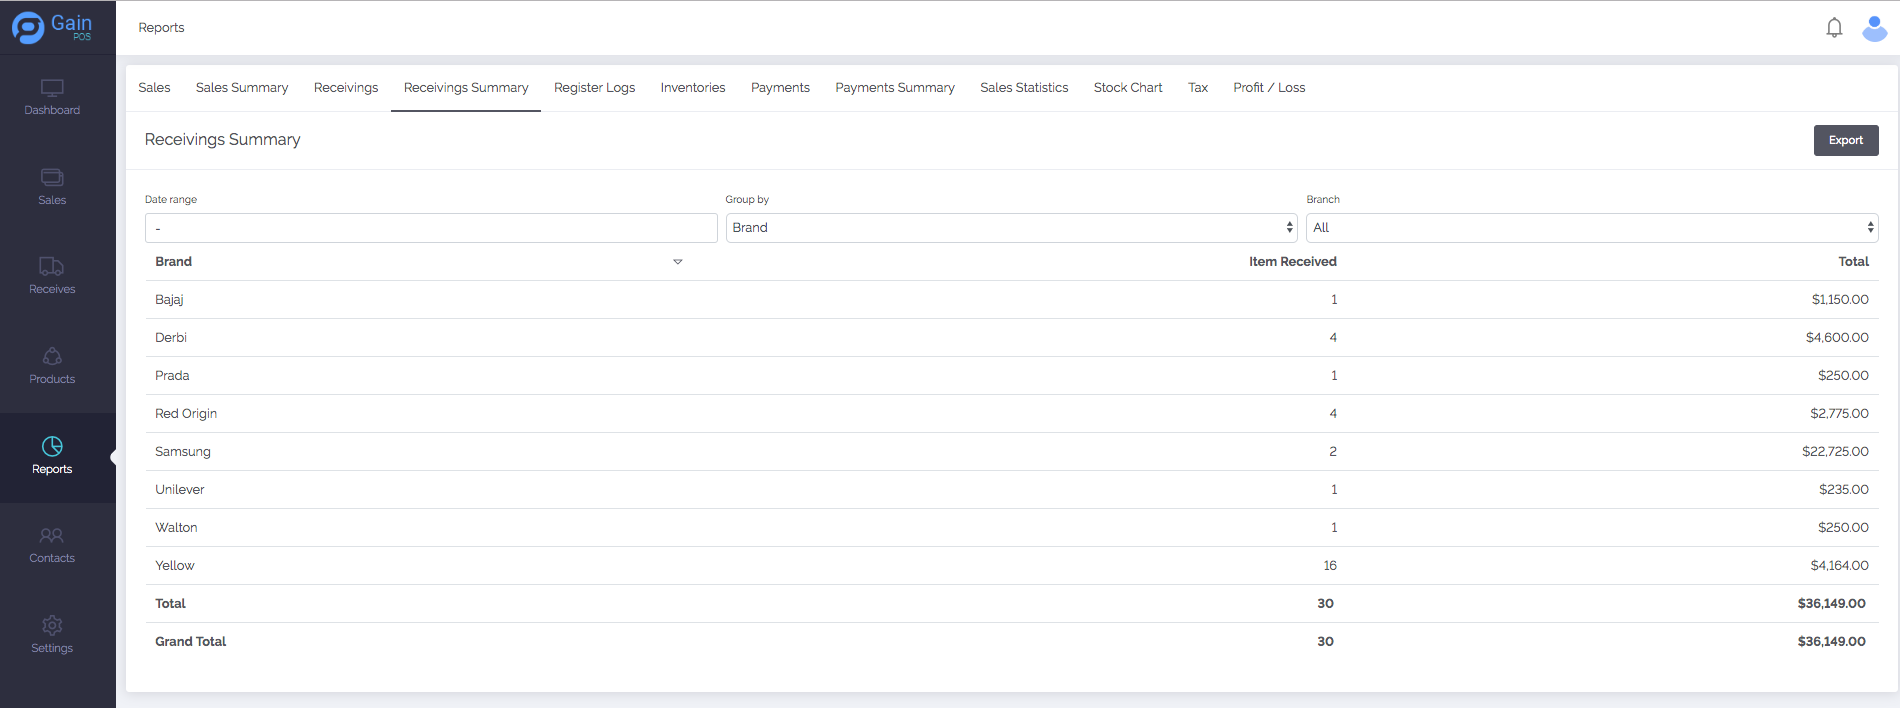 Gain
POS
Reports
Dashboard
Sales
Receives
Products
Reports
Contacts
Settings
Sales Sales Summary Receivings Receivings Summary Register Logs Inventories Payments Payments Summary Sales Statistics Stock Chart Tax Profit / Loss
Receivings Summary Export
Date range Group by Branch
- Brand All
Brand Item Received Total
Bajaj 1 $1,150.00
Derbi 4 $4,600.00
Prada 1 $250.00
Red Origin 4 $2,775.00
Samsung 2 $22,725.00
Unilever 1 $235.00
Walton 1 $250.00
Yellow 16 $4,164.00
Total 30 $36,149.00
Grand Total 30 $36,149.00